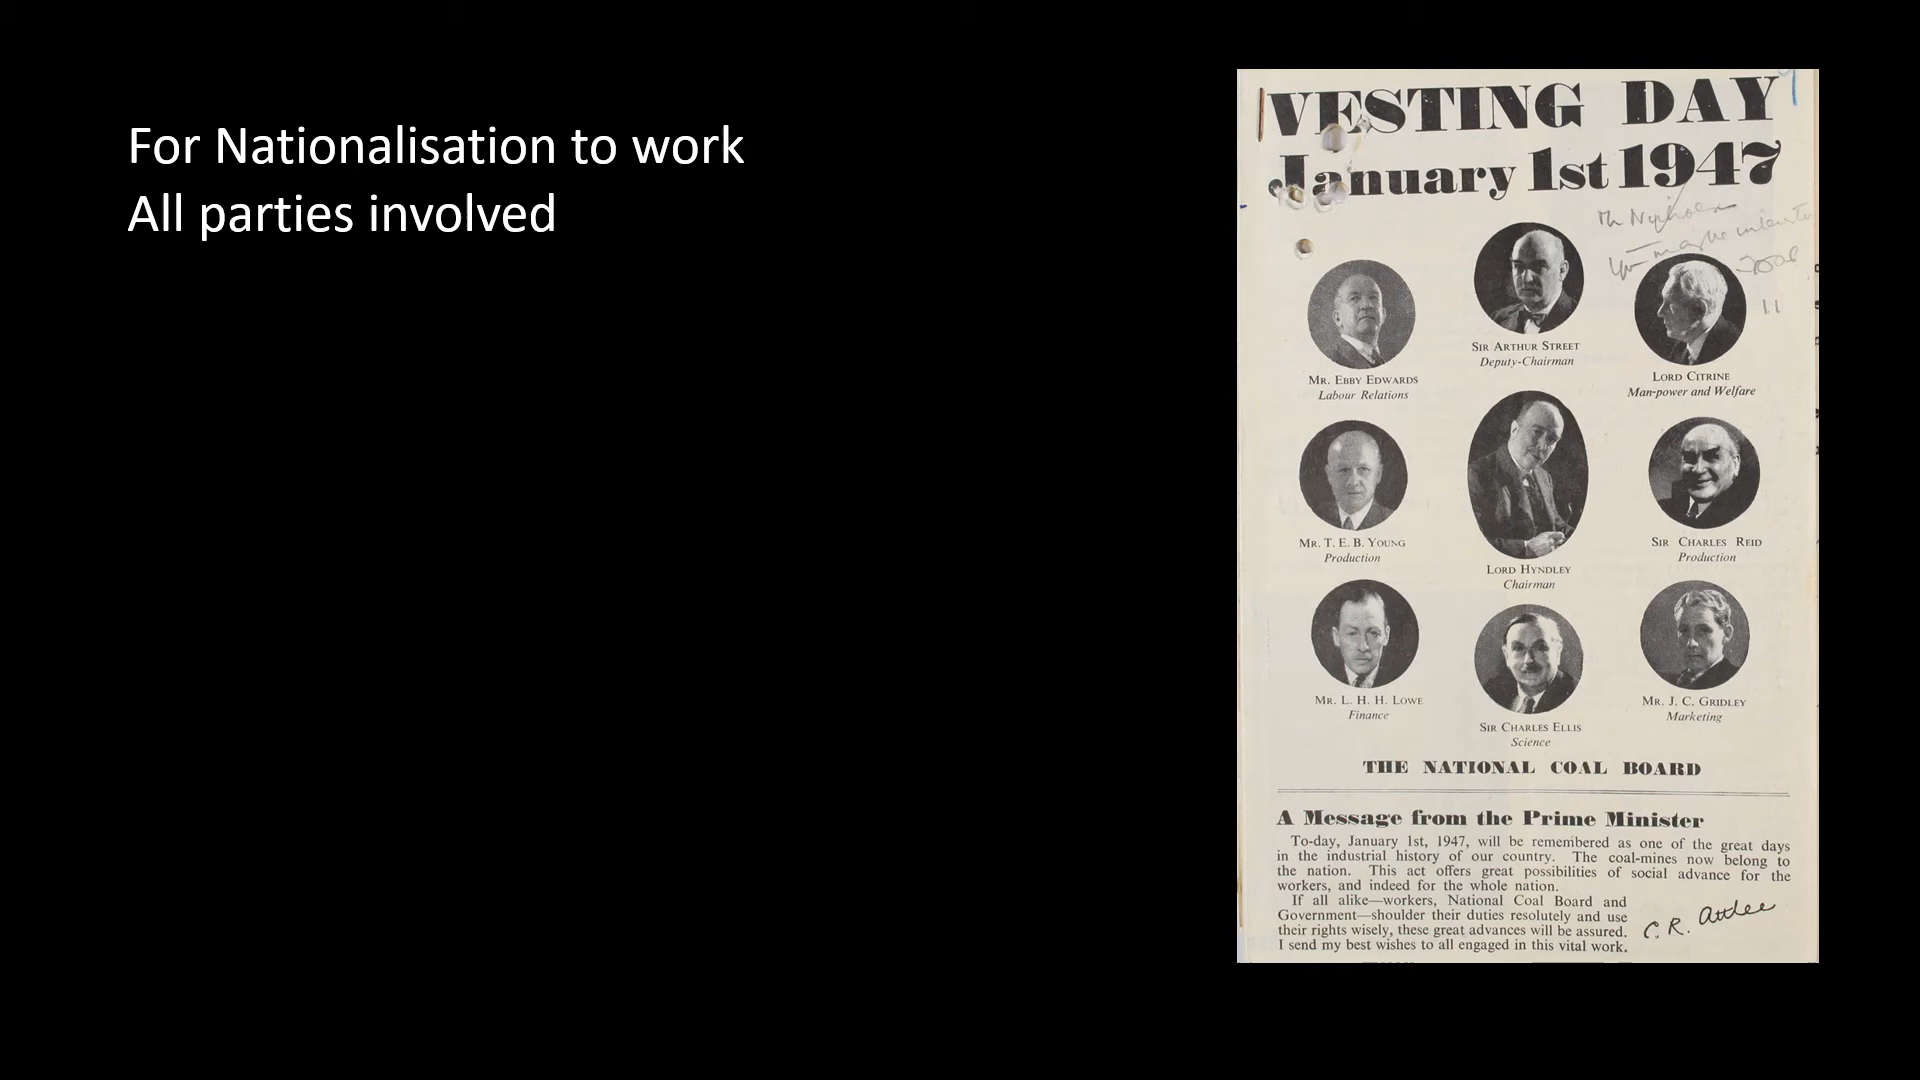 For Nationalisation to work
All parties involved
VESTING DAY
January 1st 1947
SIR ARTHUR STREET
Deputy-Chairman
MR. EBBY EDWARDS
Labour Relations
LORD CITRINE
Man-power and Welfare
MR. T. E. B. YOUNG
Production
LORD HYNDLEY
Chairman
SIR CHARLES REID
Production
MR. L. H. H. LOWE
Finance
SIR CHARLES ELLIS
Science
MR. J. C. GRIDLEY
Marketing
THE NATIONAL COAL BOARD
A Message from the Prime Minister
To-day, January 1st, 1947, will be remembered as one of the great days
in the industrial history of our country. The coal-mines now belong to
the nation. This act offers great possibilities of social advance for the
workers, and indeed for the whole nation.
If all alike—workers, National Coal Board and
Government—shoulder their duties resolutely and use
their rights wisely, these great advances will be assured.
I send my best wishes to all engaged in this vital work.
C. R. Attlee